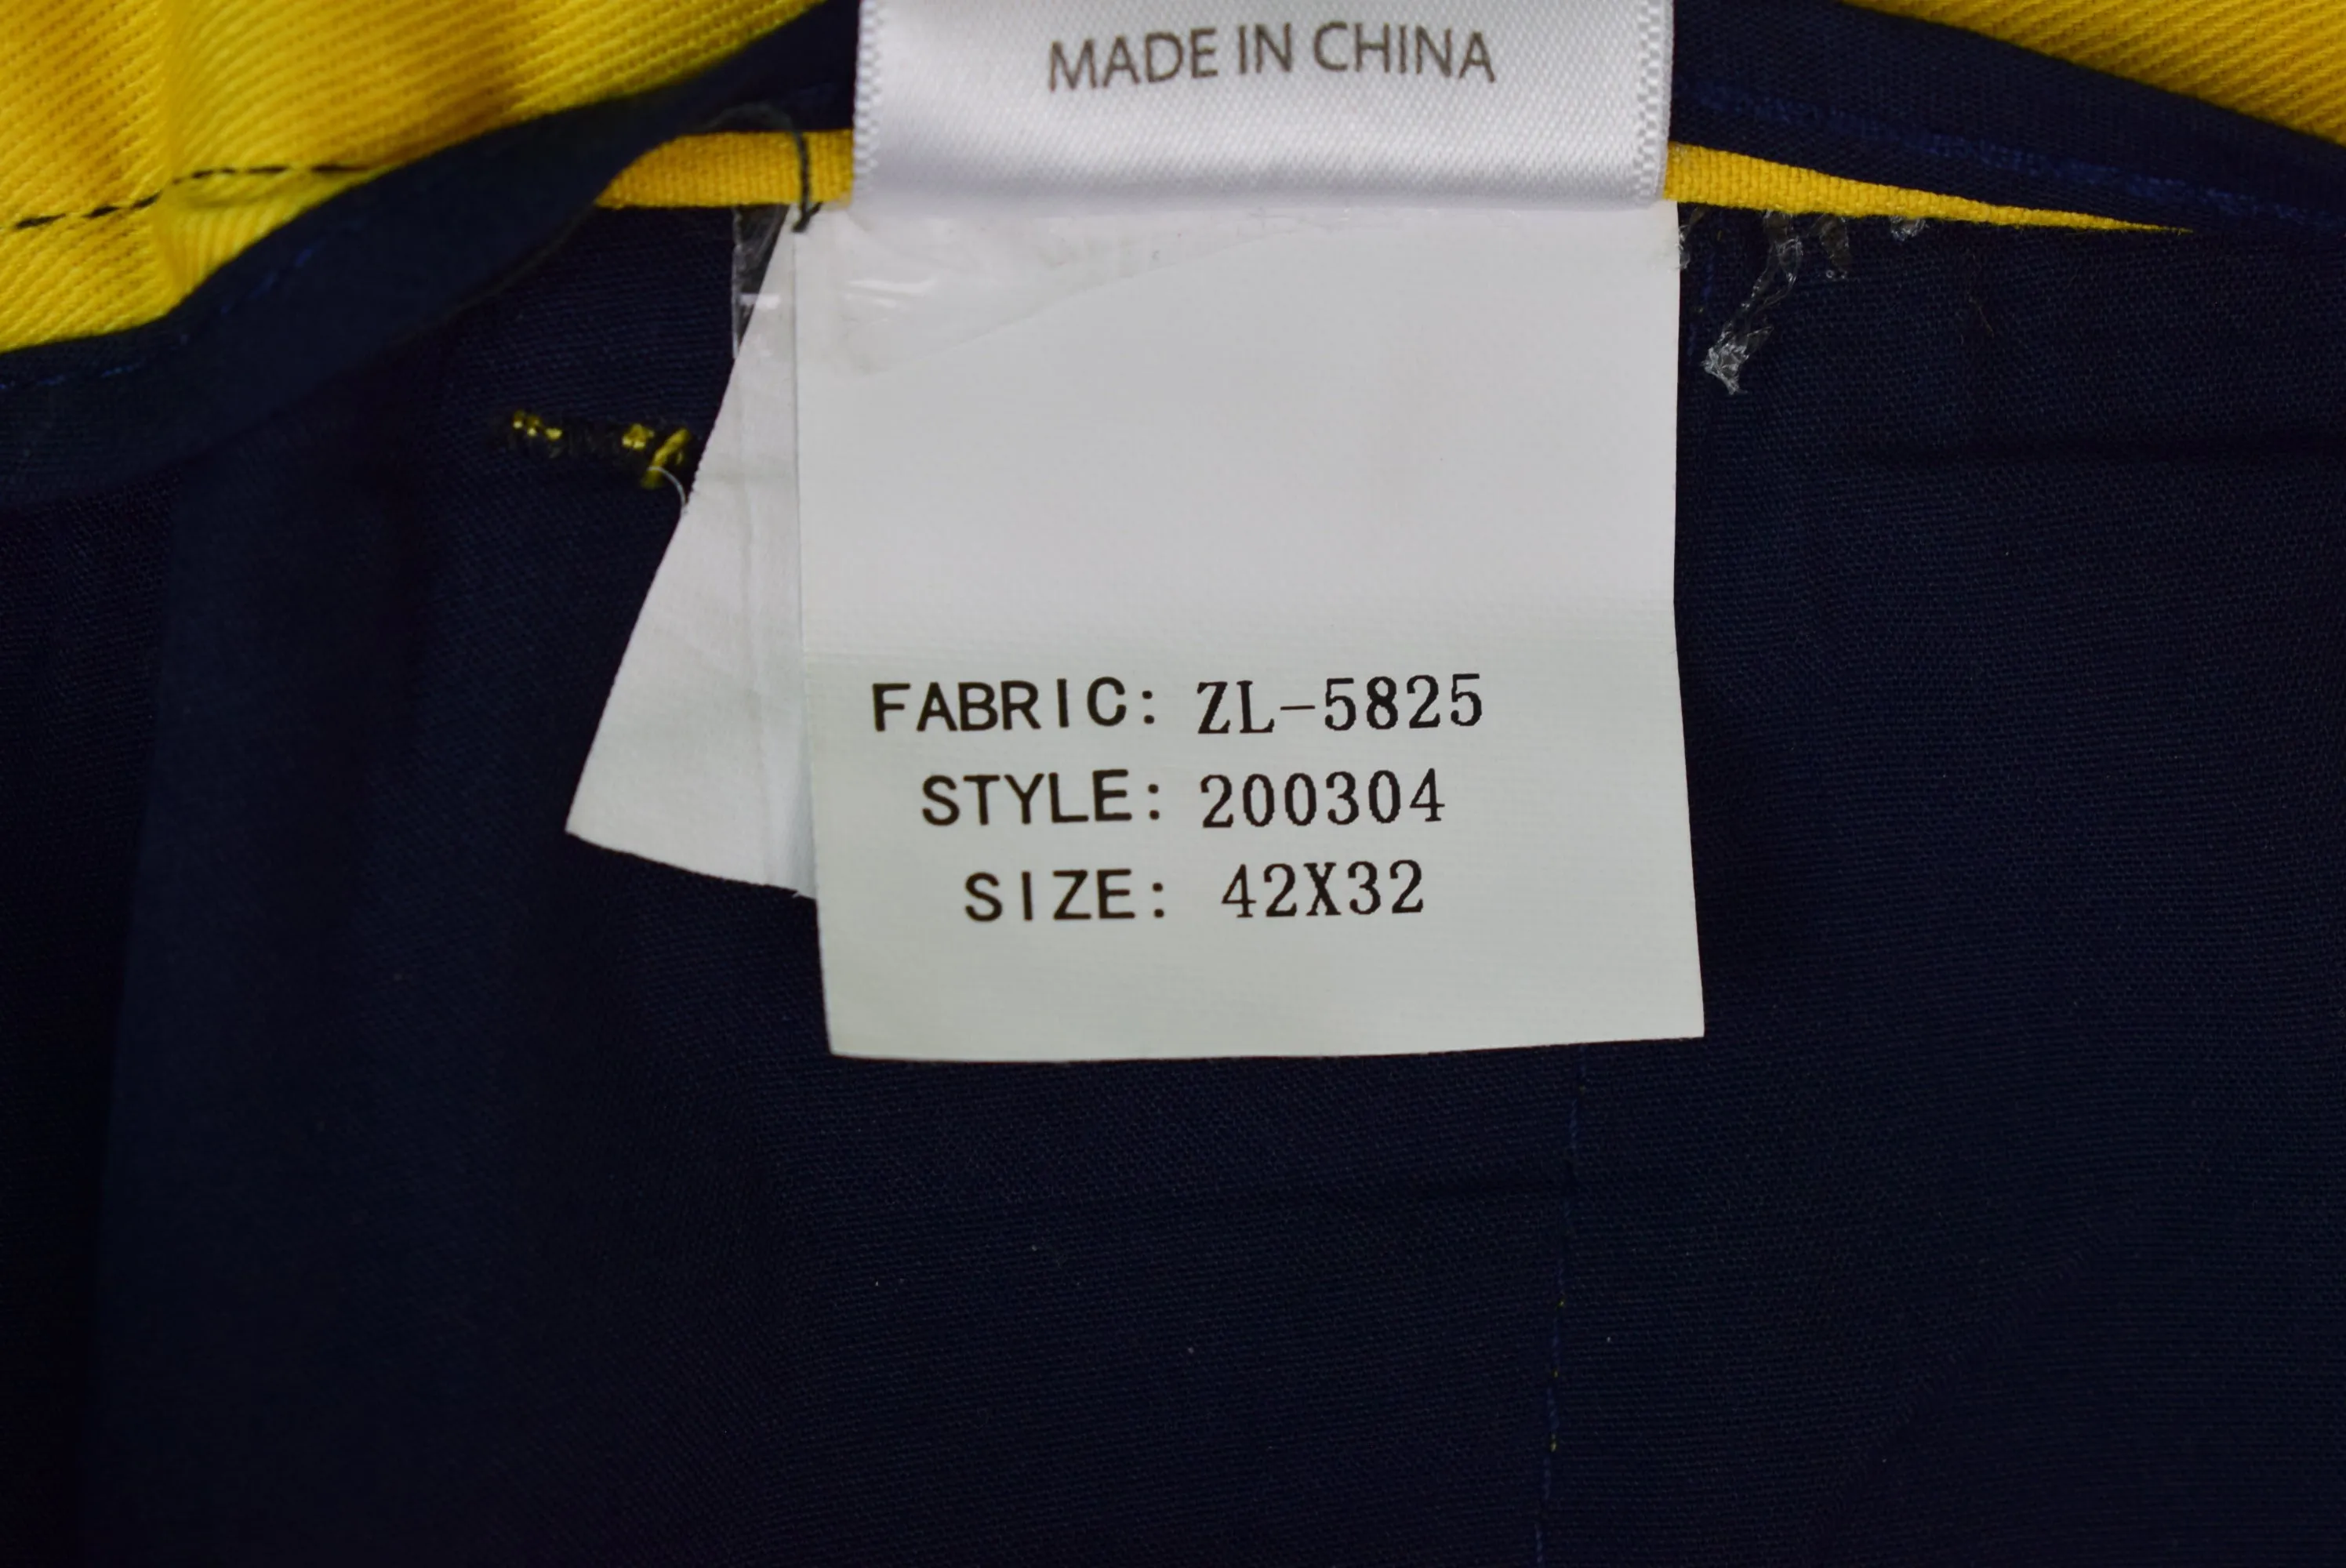 MADE IN CHINA
FABRIC: ZL-5825
STYLE: 200304
SIZE: 42X32